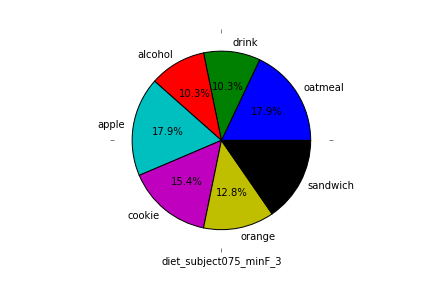 drink
alcohol
10.3%
oatmeal
10.3%
17.9%
apple
17.9%
15.4%
sandwich
12.8%
cookie
orange
diet_subject075_minF_3